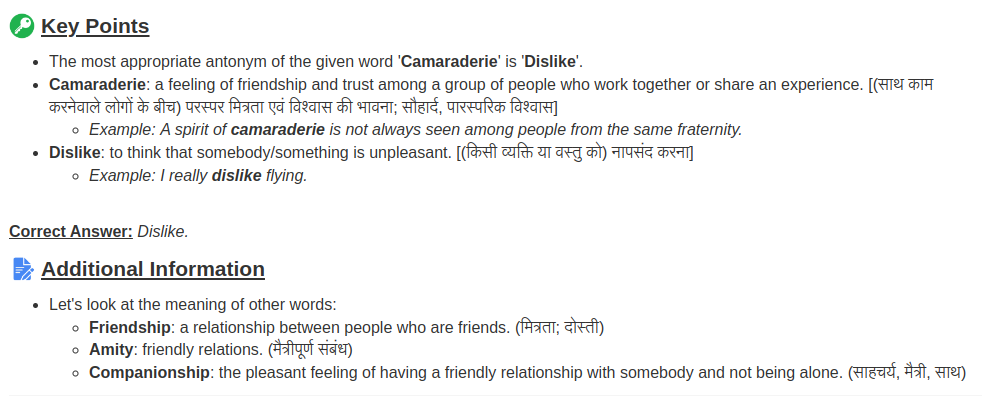 Key Points
The most appropriate antonym of the given word 'Camaraderie' is 'Dislike'.
Camaraderie: a feeling of friendship and trust among a group of people who work together or share an experience. [(साथ काम
करनेवाले लोगों के बीच) परस्पर मित्रता एवं विश्वास की भावना; सौहार्द, पारस्परिक विश्वास]
Example: A spirit of camaraderie is not always seen among people from the same fraternity.
Dislike: to think that somebody/something is unpleasant. [(किसी व्यक्ति या वस्तु को) नापसंद करना]
Example: I really dislike flying.
Correct Answer: Dislike.
Additional Information
Let's look at the meaning of other words:
Friendship: a relationship between people who are friends. (मित्रता; दोस्ती)
Amity: friendly relations. (मैत्रीपूर्ण संबंध)
Companionship: the pleasant feeling of having a friendly relationship with somebody and not being alone. (साहचर्य, मैत्री, साथ)